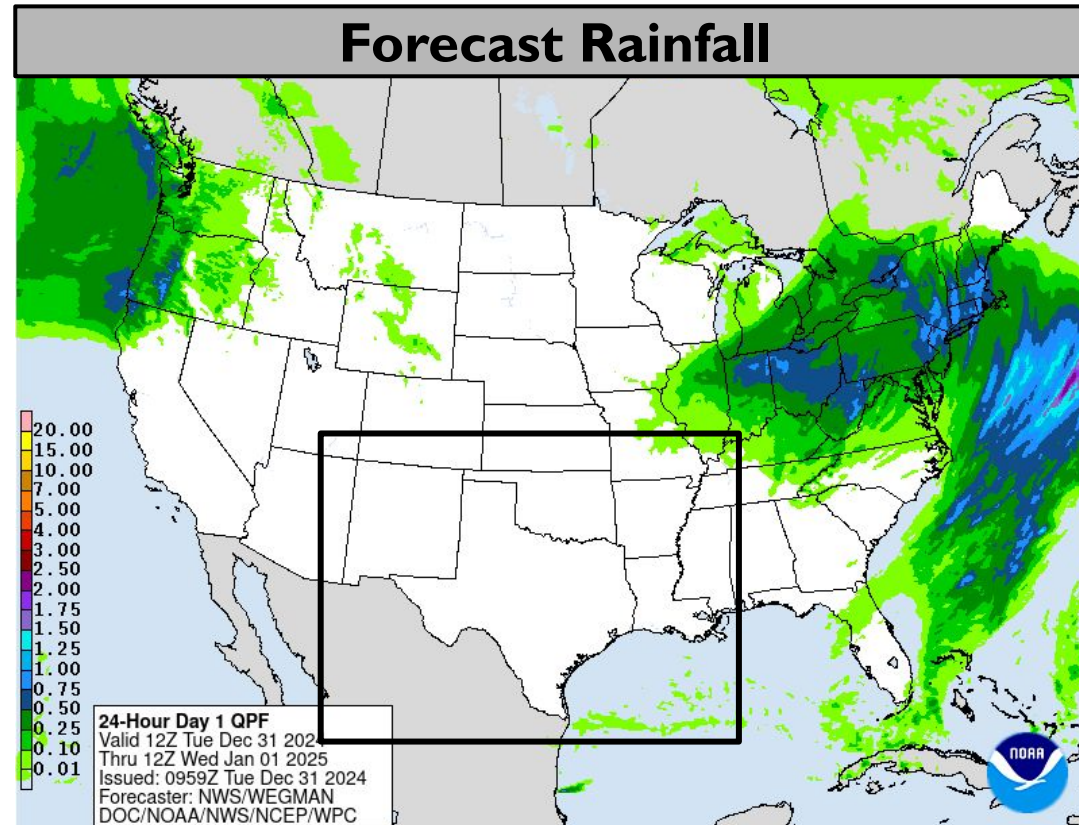 Forecast Rainfall
20.00
15.00
10.00
7.00
5.00
4.00
3.00
2.50
2.00
1.75
1.50
1.25
1.00
0.75
0.50
0.25
0.10
0.01
24-Hour Day 1 QPF
Valid 12Z Tue Dec 31 2024
Thru 12Z Wed Jan 01 2025
Issued: 0959Z Tue Dec 31 2024
Forecaster: NWS/WEGMAN
DOC/NOAA/NWS/NCEP/WPC
NOAA